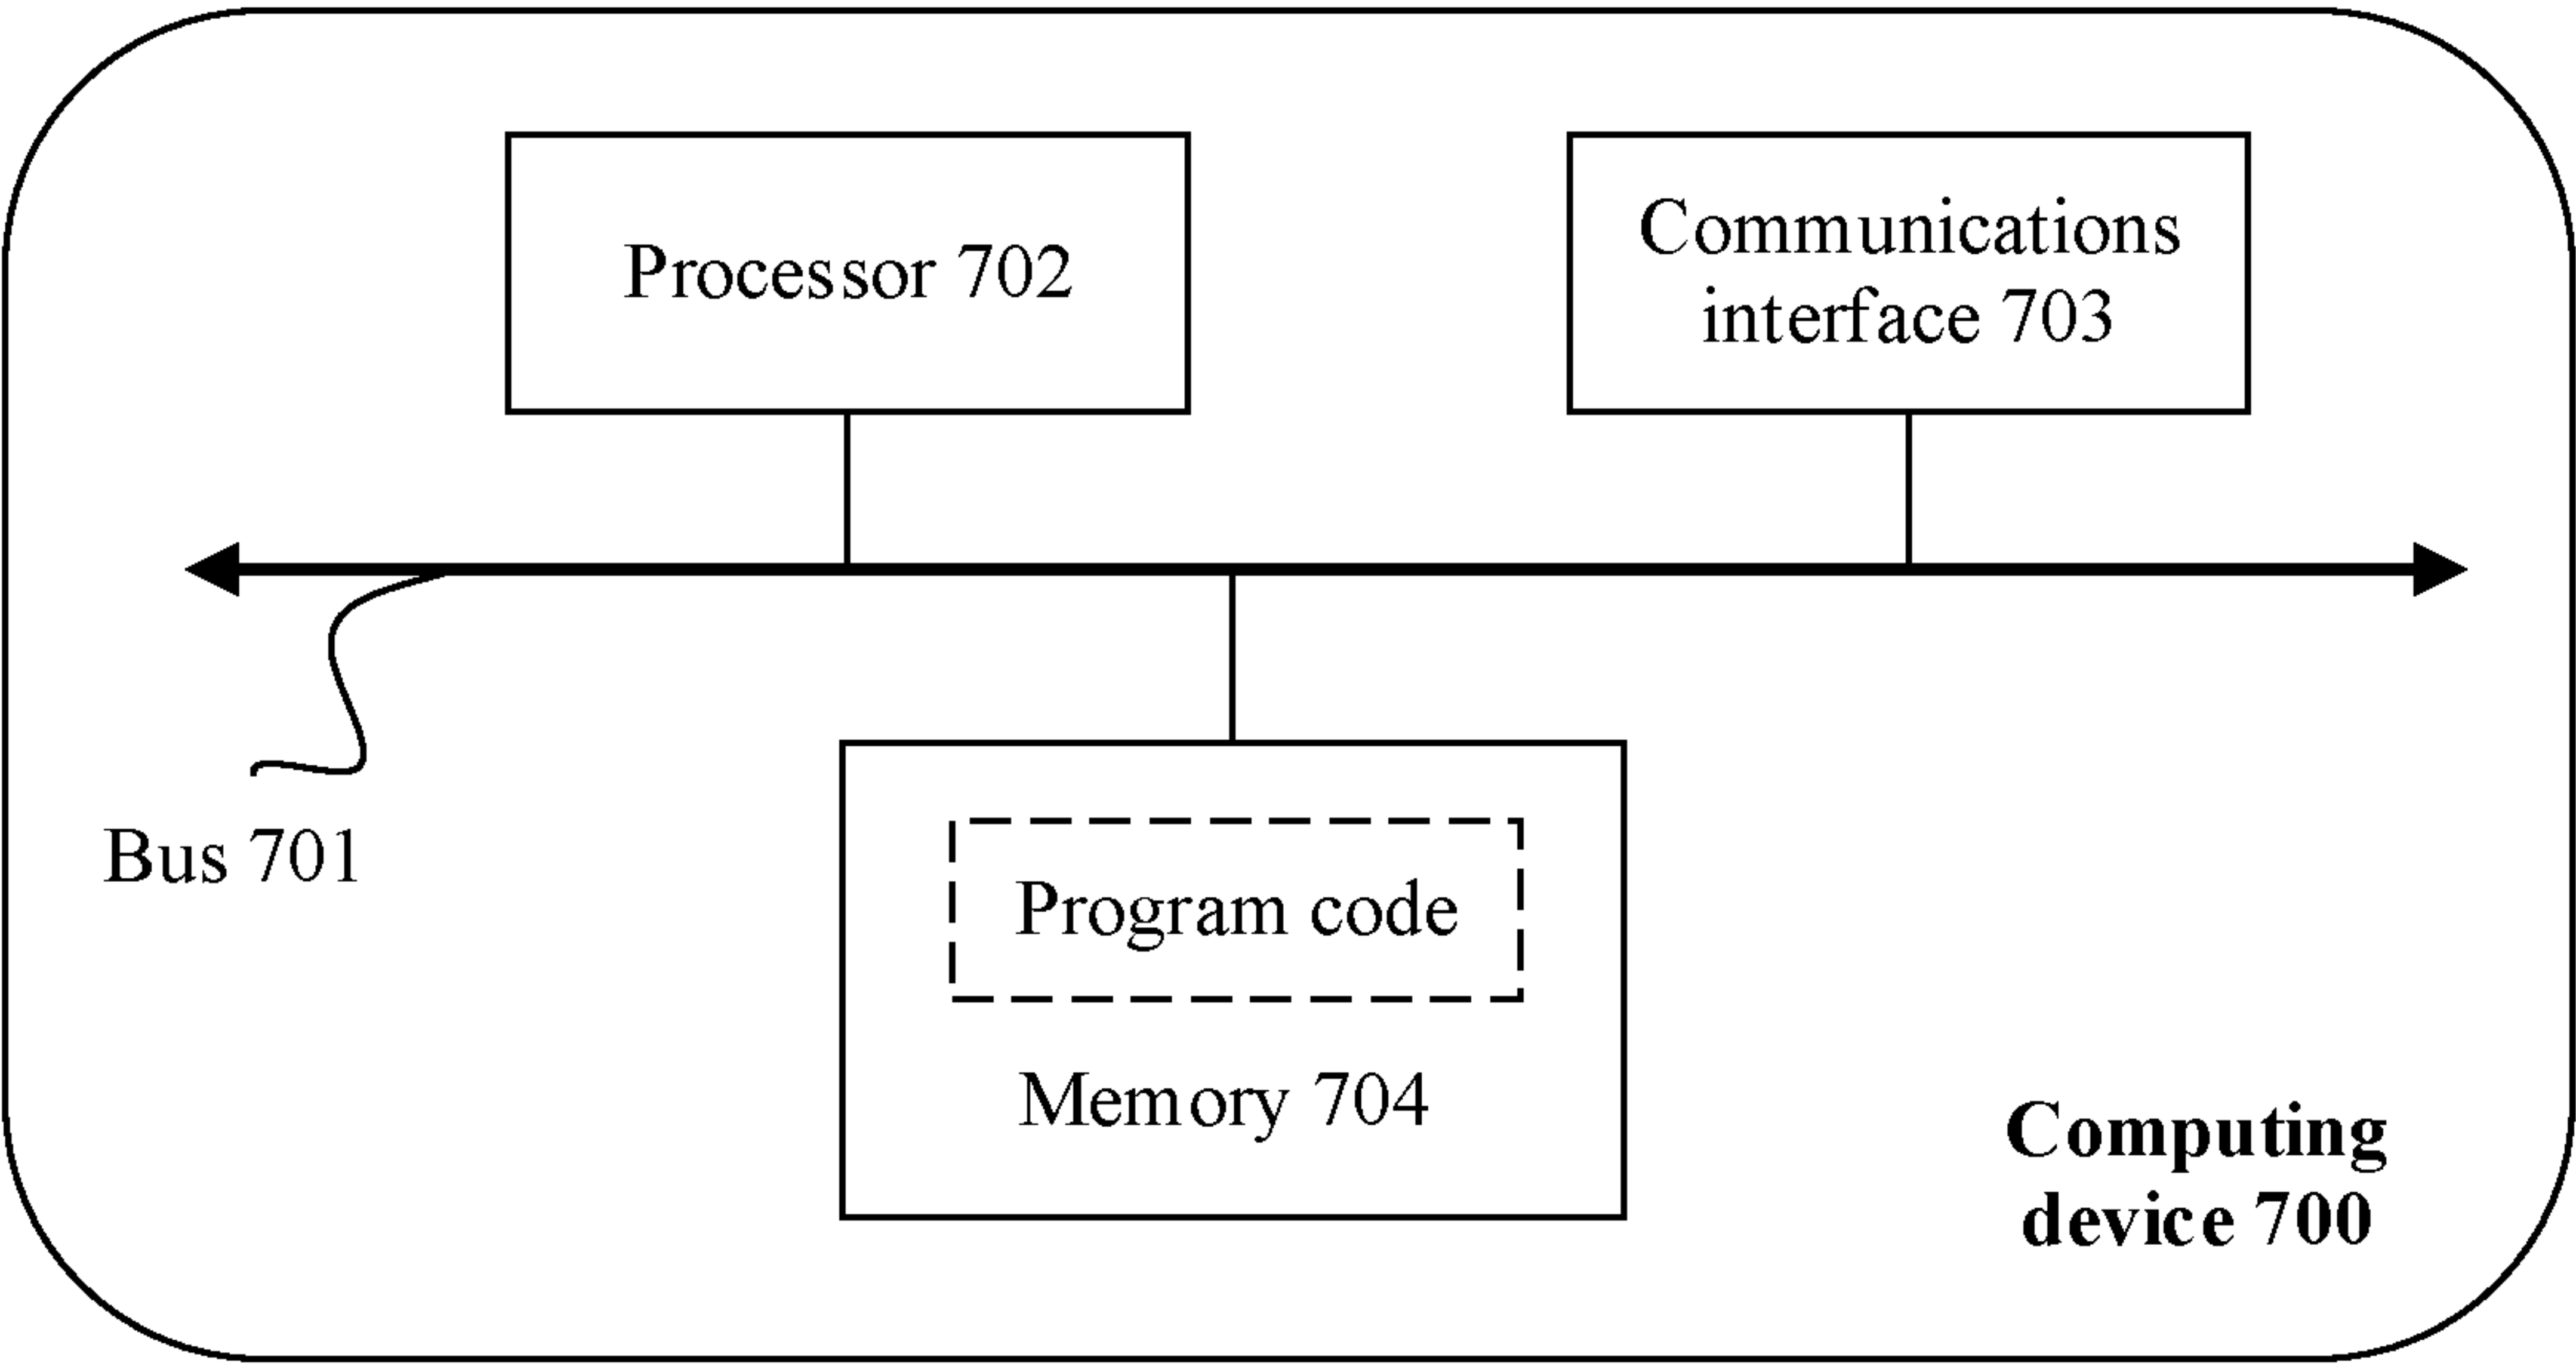 Processor 702
Communications
interface 703
Bus 701
Program code
Memory 704
Computing
device 700